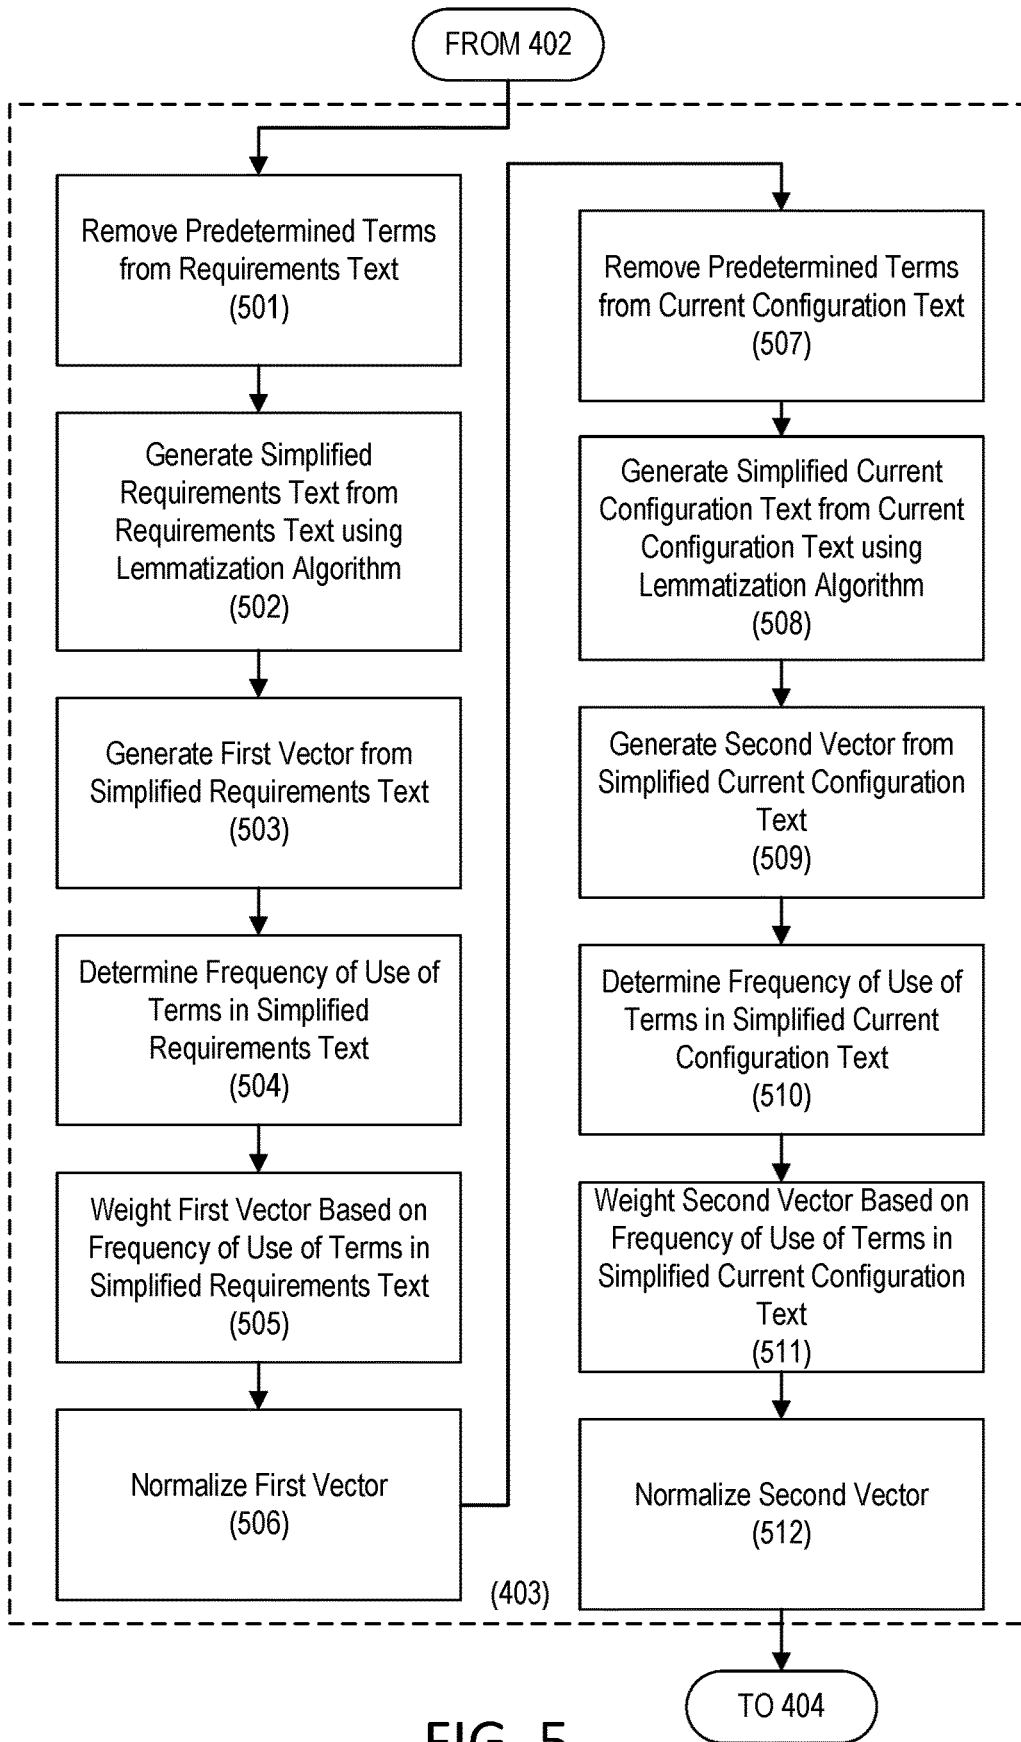 FROM 402
Remove Predetermined Terms
from Requirements Text
(501)
Generate Simplified
Requirements Text from
Requirements Text using
Lemmatization Algorithm
(502)
Generate First Vector from
Simplified Requirements Text
(503)
Determine Frequency of Use of
Terms in Simplified
Requirements Text
(504)
Weight First Vector Based on
Frequency of Use of Terms in
Simplified Requirements Text
(505)
Normalize First Vector
(506)
Remove Predetermined Terms
from Current Configuration Text
(507)
Generate Simplified Current
Configuration Text from Current
Configuration Text using
Lemmatization Algorithm
(508)
Generate Second Vector from
Simplified Current Configuration
Text
(509)
Determine Frequency of Use of
Terms in Simplified Current
Configuration Text
(510)
Weight Second Vector Based on
Frequency of Use of Terms in
Simplified Current Configuration
Text
(511)
Normalize Second Vector
(512)
(403)
TO 404
FIG. 5